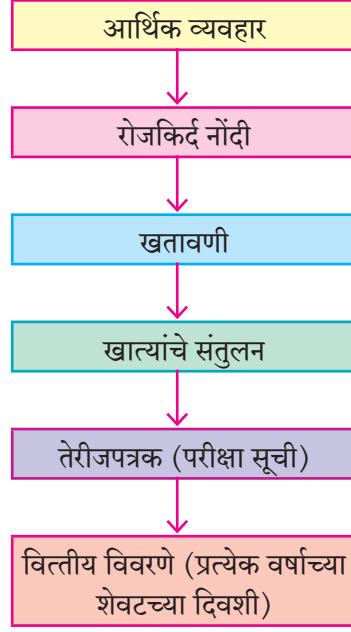 आर्थिक व्यवहार
रोजकिर्द नोंदी
खतावणी
खात्यांचे संतुलन
तेरीजपत्रक (परीक्षा सूची)
वित्तीय विवरणे (प्रत्येक वर्षाच्या
शेवटच्या दिवशी)